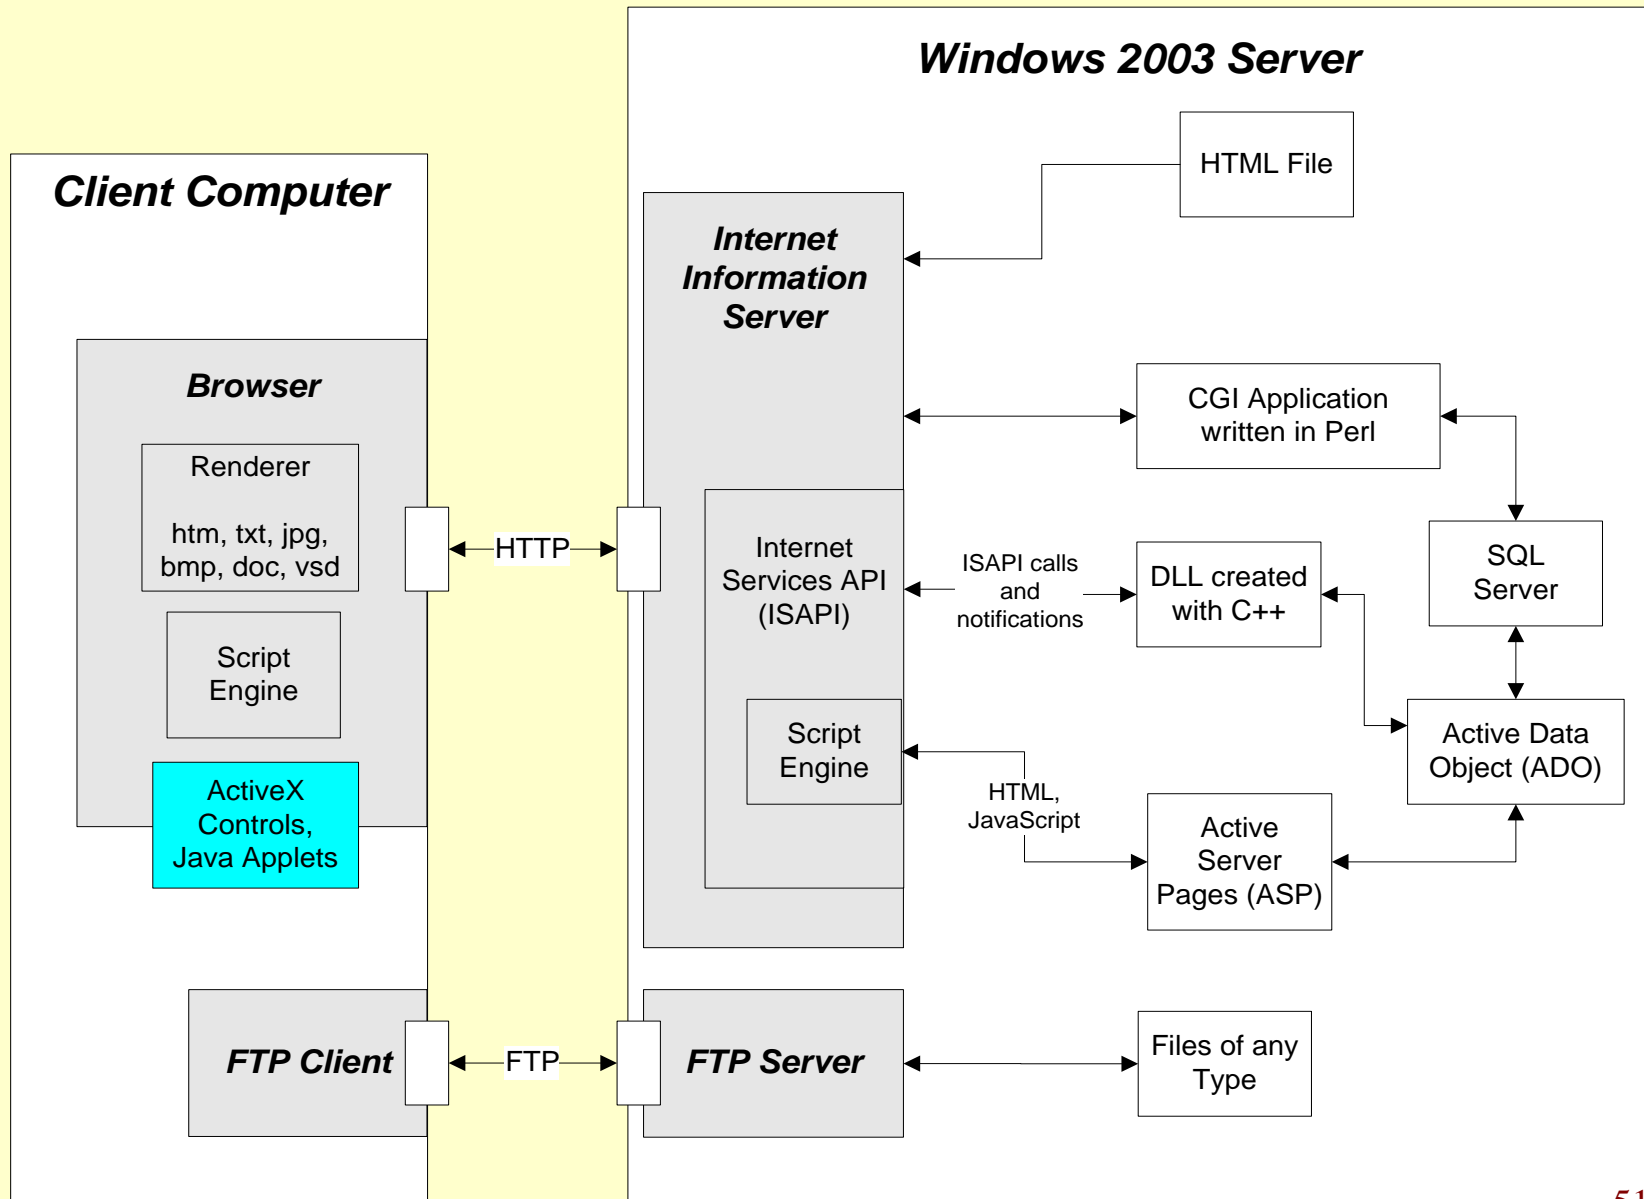 Windows 2003 Server
HTML File
Client Computer
Internet
Information
Server
Browser
CGI Application
written in Perl
Renderer
htm, txt, jpg,
bmp, doc, vsd
HTTP
Internet
Services API
(ISAPI)
ISAPI calls
and
notifications
DLL created
with C++
SQL
Server
Script
Engine
Script
Engine
Active Data
Object (ADO)
ActiveX
Controls,
Java Applets
HTML,
JavaScript
Active
Server
Pages (ASP)
FTP Client
FTP
FTP Server
Files of any
Type
51